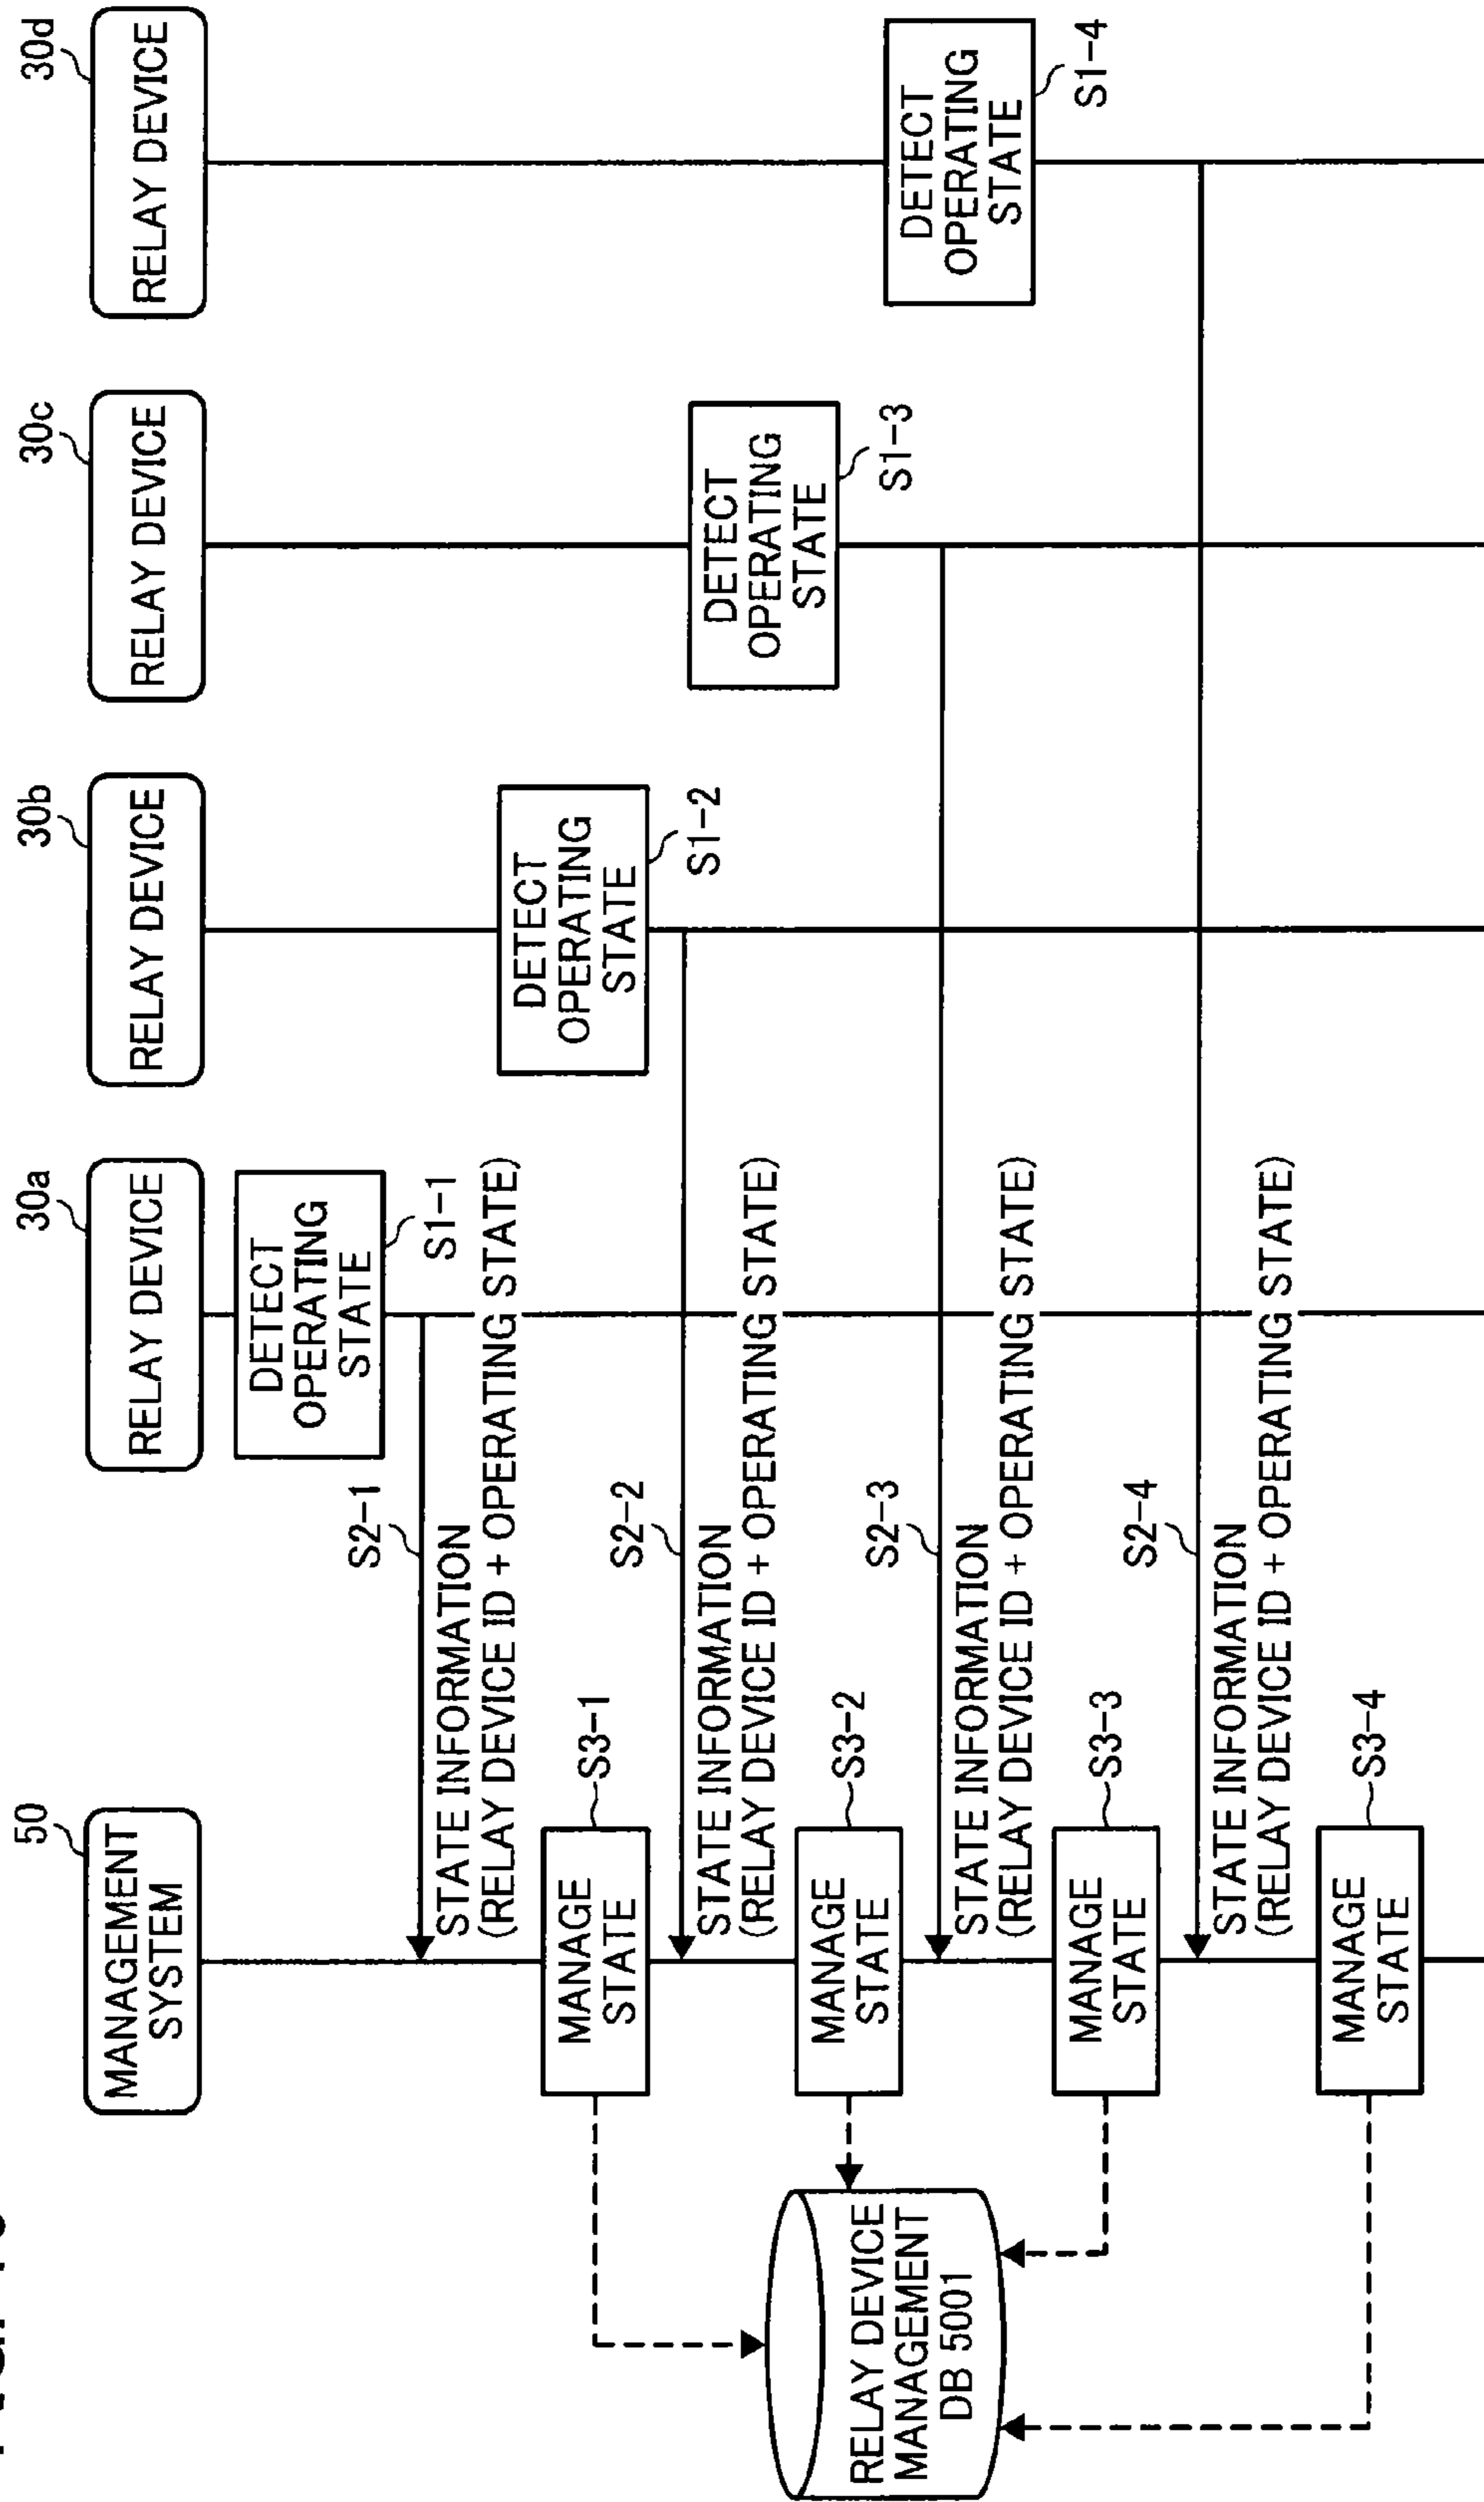 50
MANAGEMENT
SYSTEM
30a
RELAY DEVICE
30b
RELAY DEVICE
30c
RELAY DEVICE
30d
RELAY DEVICE
DETECT
OPERATING
STATE
S1-1
S2-1
STATE INFORMATION
(RELAY DEVICE ID + OPERATING STATE)
MANAGE
STATE
S3-1
DETECT
OPERATING
STATE
S1-2
S2-2
STATE INFORMATION
(RELAY DEVICE ID + OPERATING STATE)
MANAGE
STATE
S3-2
DETECT
OPERATING
STATE
S1-3
S2-3
STATE INFORMATION
(RELAY DEVICE ID + OPERATING STATE)
MANAGE
STATE
S3-3
DETECT
OPERATING
STATE
S1-4
S2-4
STATE INFORMATION
(RELAY DEVICE ID + OPERATING STATE)
MANAGE
STATE
S3-4
RELAY DEVICE
MANAGEMENT
DB 5001